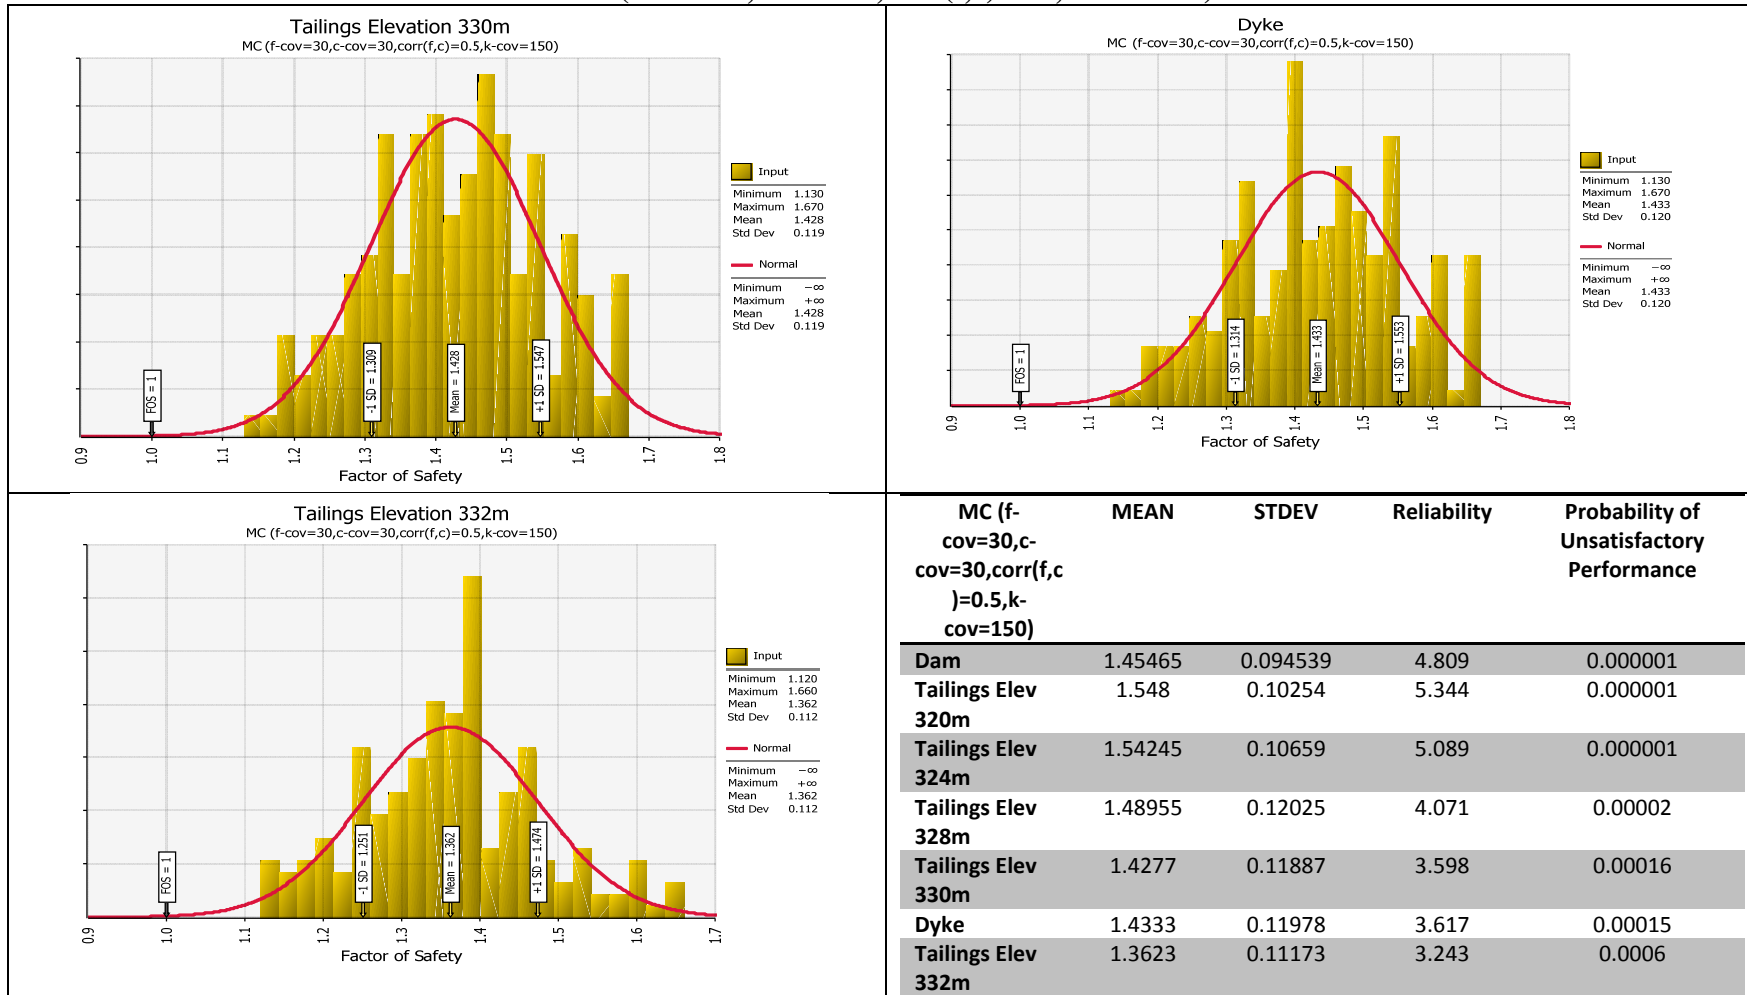 Tailings Elevation 330m
MC (f-cov=30,c-cov=30,corr(f,c)=0.5,k-cov=150)
FOS = 1
-1 SD = 1.309
Mean = 1.428
+1 SD = 1.547
0.9
1.0
1.1
1.2
1.3
1.4
1.5
1.6
1.7
1.8
Factor of Safety
Input
Minimum 1.130
Maximum 1.670
Mean 1.428
Std Dev 0.119
Normal
Minimum −∞
Maximum +∞
Mean 1.428
Std Dev 0.119
Dyke
MC (f-cov=30,c-cov=30,corr(f,c)=0.5,k-cov=150)
FOS = 1
-1 SD = 1.314
Mean = 1.433
+1 SD = 1.553
0.9
1.0
1.1
1.2
1.3
1.4
1.5
1.6
1.7
1.8
Factor of Safety
Input
Minimum 1.130
Maximum 1.670
Mean 1.433
Std Dev 0.120
Normal
Minimum −∞
Maximum +∞
Mean 1.433
Std Dev 0.120
Tailings Elevation 332m
MC (f-cov=30,c-cov=30,corr(f,c)=0.5,k-cov=150)
FOS = 1
-1 SD = 1.251
Mean = 1.362
+1 SD = 1.474
0.9
1.0
1.1
1.2
1.3
1.4
1.5
1.6
1.7
Factor of Safety
Input
Minimum 1.120
Maximum 1.660
Mean 1.362
Std Dev 0.112
Normal
Minimum −∞
Maximum +∞
Mean 1.362
Std Dev 0.112
MC (f- MEAN STDEV Reliability Probability of
cov=30,c- Unsatisfactory
cov=30,corr(f,c Performance
)=0.5,k-
cov=150)
Dam 1.45465 0.094539 4.809 0.000001
Tailings Elev 1.548 0.10254 5.344 0.000001
320m
Tailings Elev 1.54245 0.10659 5.089 0.000001
324m
Tailings Elev 1.48955 0.12025 4.071 0.00002
328m
Tailings Elev 1.4277 0.11887 3.598 0.00016
330m
Dyke 1.4333 0.11978 3.617 0.00015
Tailings Elev 1.3623 0.11173 3.243 0.0006
332m